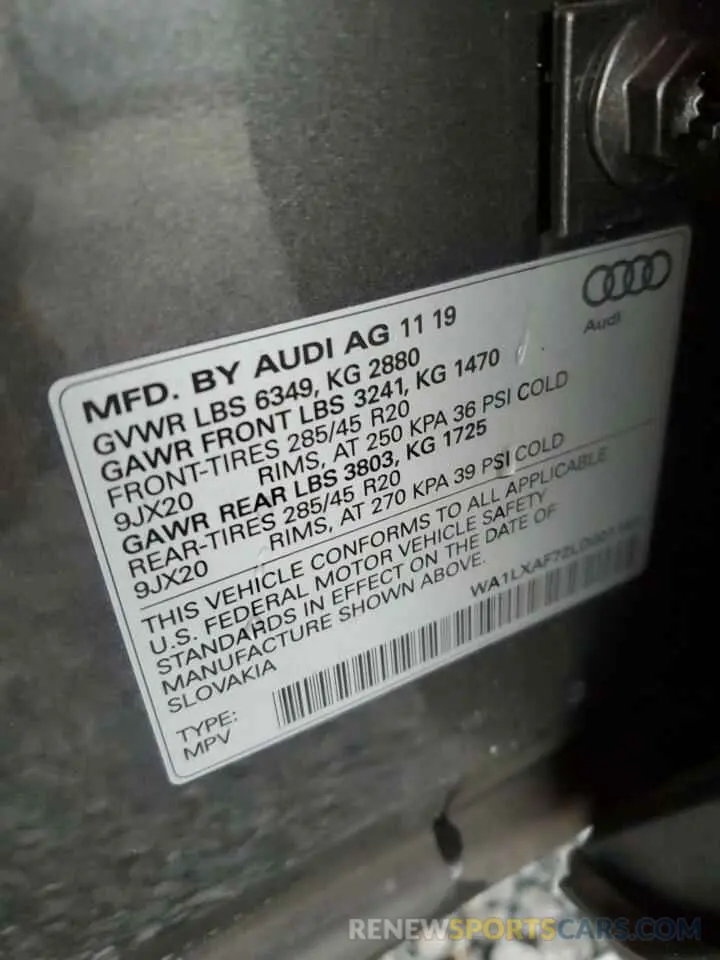 Audi
MFD. BY AUDI AG 11 19
GVWR LBS 6349, KG 2880
GAWR FRONT LBS 3241, KG 1470
FRONT-TIRES 285/45 R20
9JX20 RIMS, AT 250 KPA 36 PSI COLD
GAWR REAR LBS 3803, KG 1725
REAR-TIRES 285/45 R20
9JX20 RIMS, AT 270 KPA 39 PSI COLD
THIS VEHICLE CONFORMS TO ALL APPLICABLE
U.S. FEDERAL MOTOR VEHICLE SAFETY
STANDARDS IN EFFECT ON THE DATE OF
MANUFACTURE SHOWN ABOVE.
SLOVAKIA
TYPE:
MPV
RENEWSPORTSCARS.COM